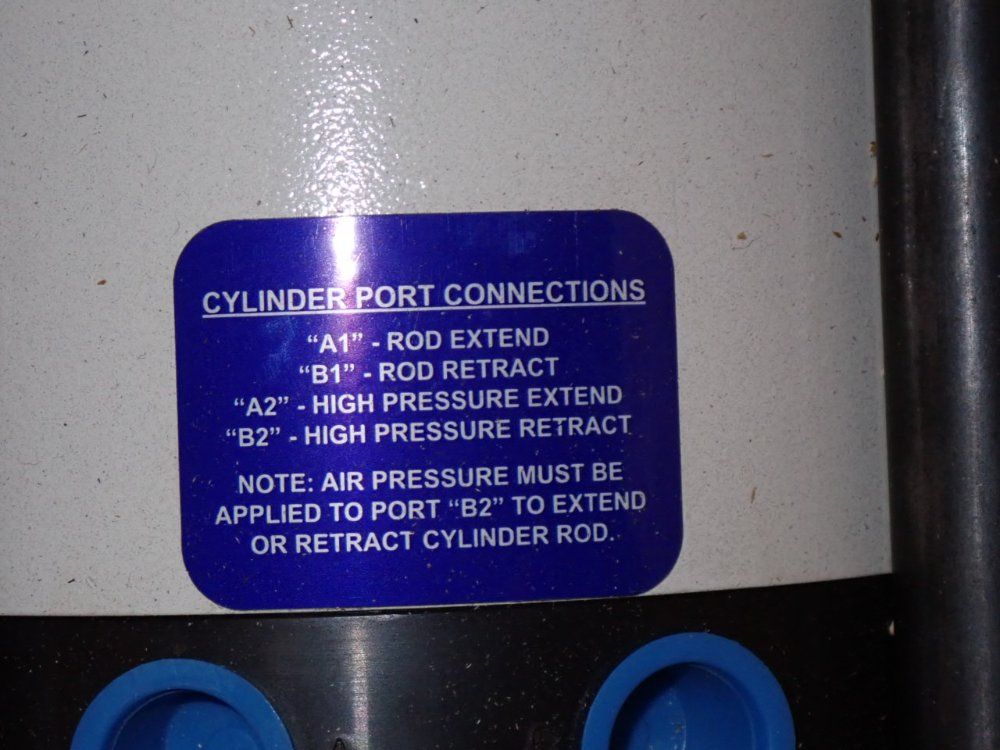 CYLINDER PORT CONNECTIONS
“A1” - ROD EXTEND
“B1” - ROD RETRACT
“A2” - HIGH PRESSURE EXTEND
“B2” - HIGH PRESSURE RETRACT
NOTE: AIR PRESSURE MUST BE
APPLIED TO PORT “B2” TO EXTEND
OR RETRACT CYLINDER ROD.